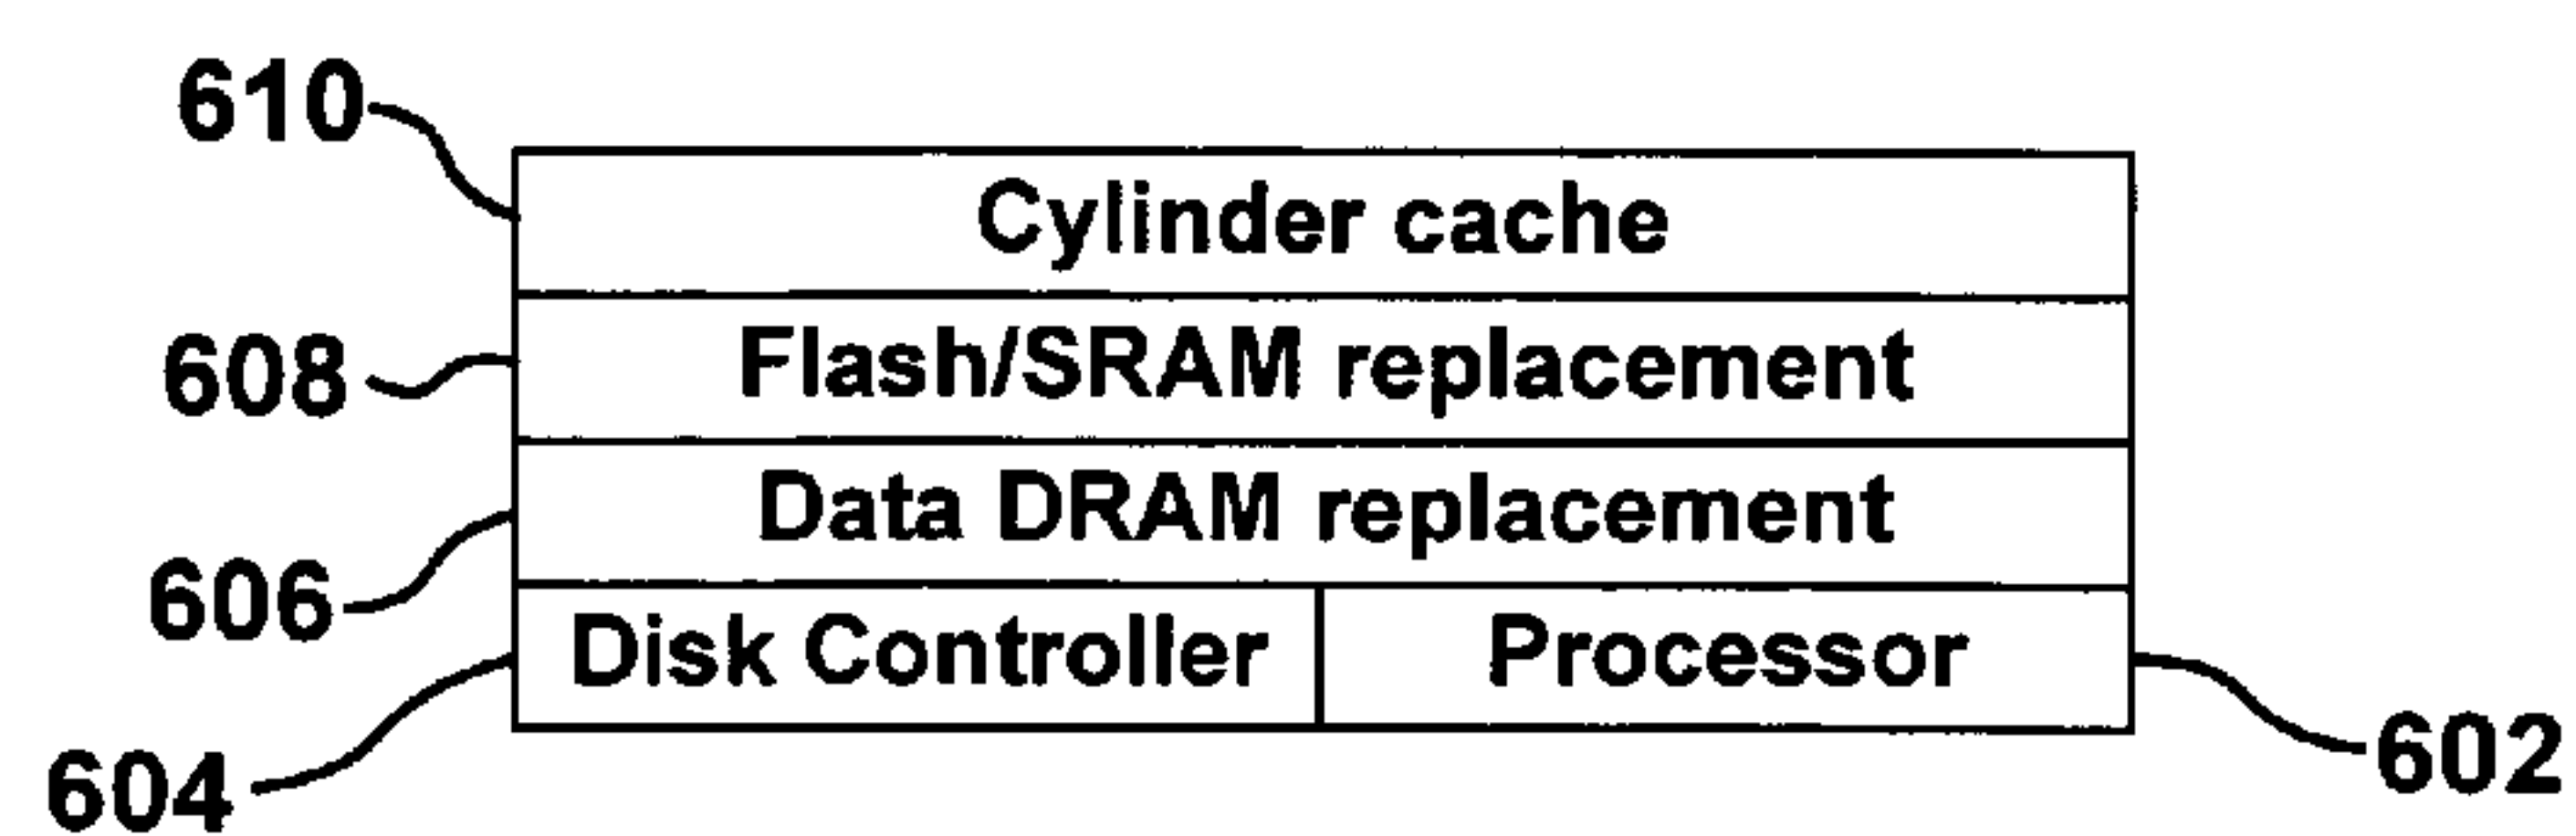 610
Cylinder cache
608
Flash/SRAM replacement
Data DRAM replacement
606
Disk Controller Processor
604
602